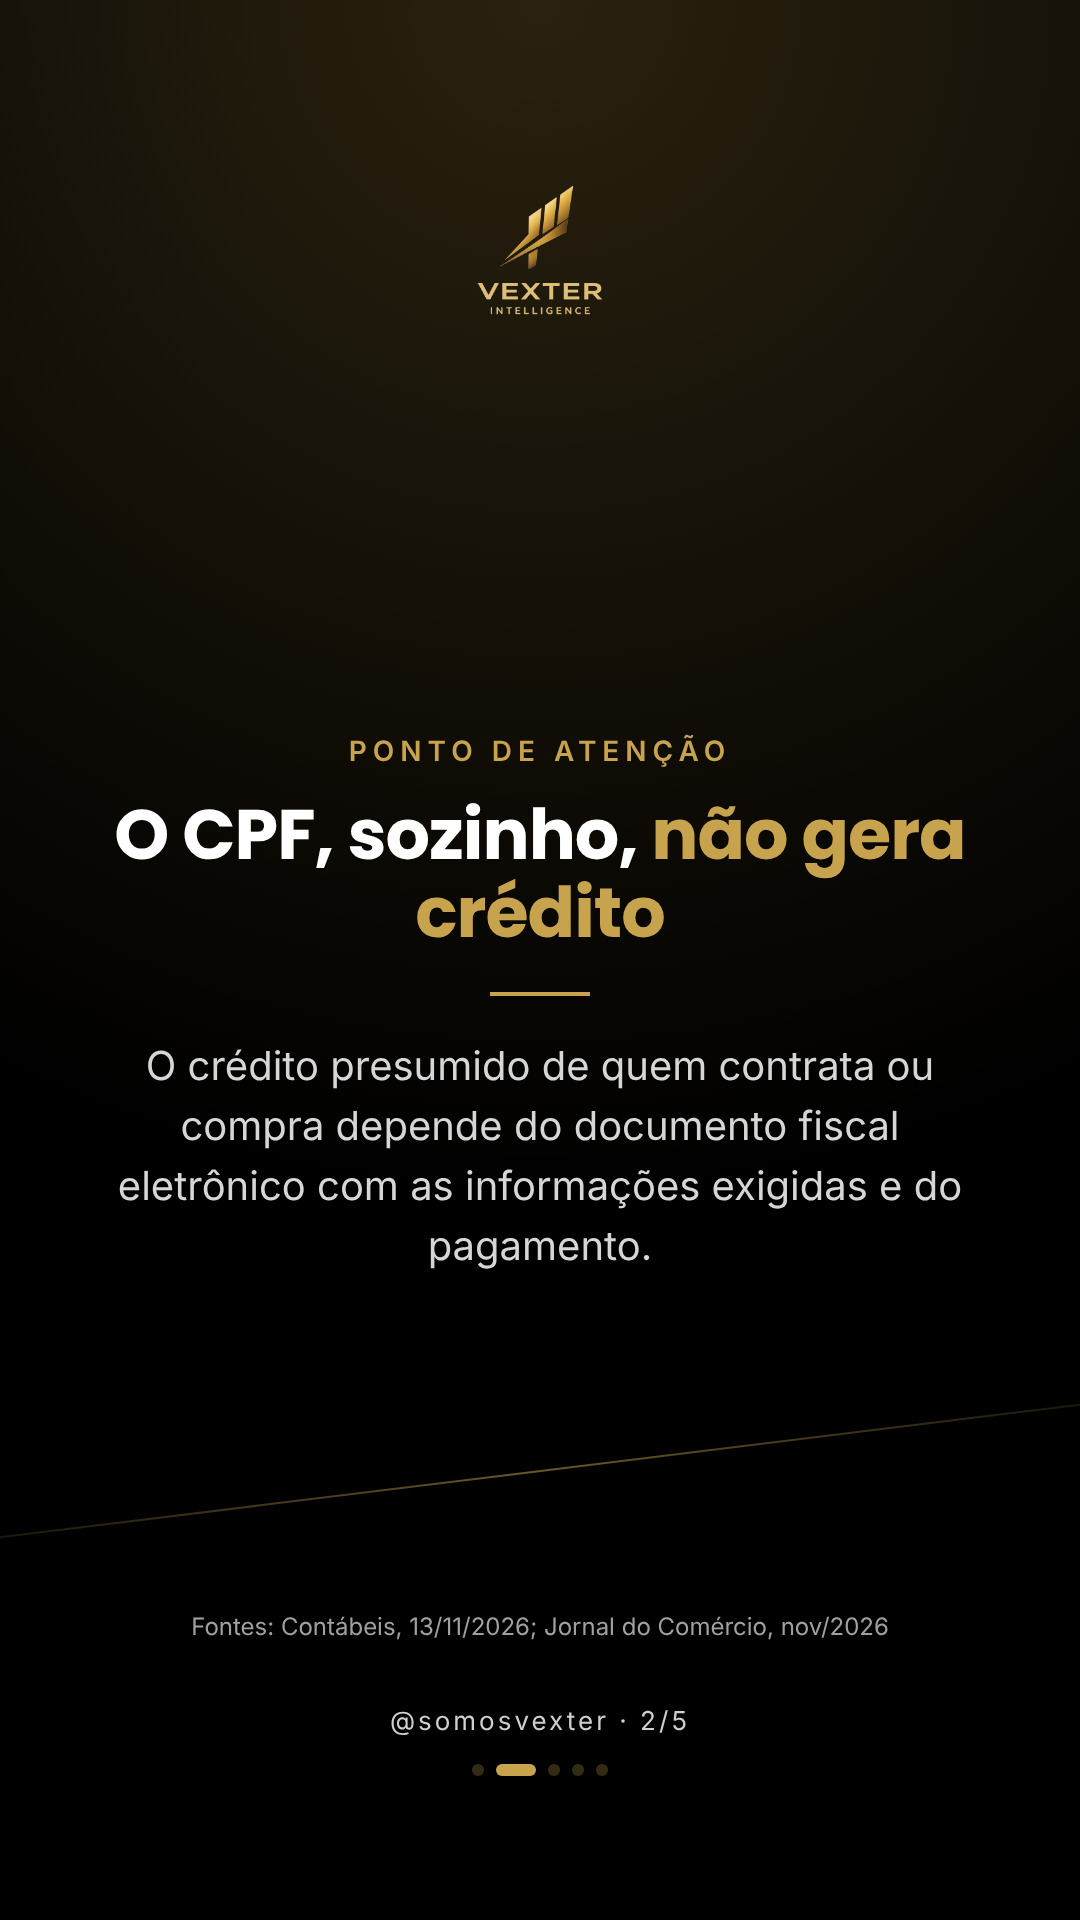 VEXTER
INTELLIGENCE
PONTO DE ATENÇÃO
O CPF, sozinho, não gera
crédito
O crédito presumido de quem contrata ou
compra depende do documento fiscal
eletrônico com as informações exigidas e do
pagamento.
Fontes: Contábeis, 13/11/2026; Jornal do Comércio, nov/2026
@somosvexter · 2/5